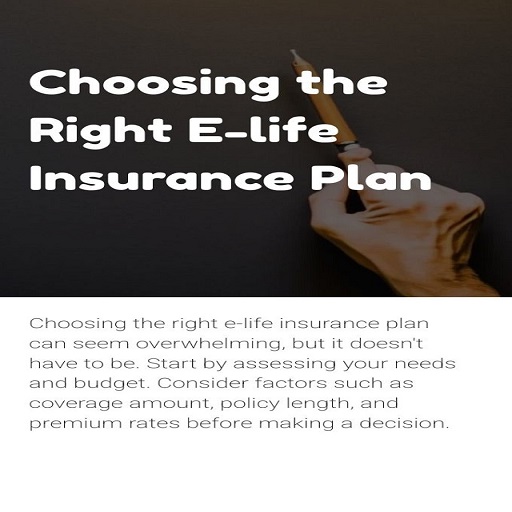 Choosing the
Right E-life
Insurance Plan
Choosing the right e-life insurance plan
can seem overwhelming, but it doesn't
have to be. Start by assessing your needs
and budget. Consider factors such as
coverage amount, policy length, and
premium rates before making a decision.